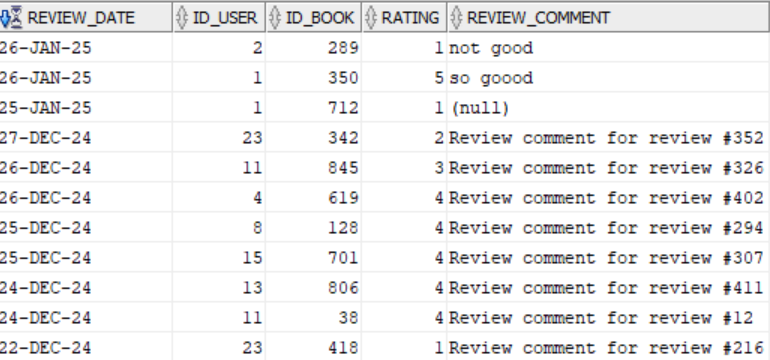 REVIEW_DATE ID_USER ID_BOOK RATING REVIEW_COMMENT
26-JAN-25 2 289 1 not good
26-JAN-25 1 350 5 so goood
25-JAN-25 1 712 1 (null)
27-DEC-24 23 342 2 Review comment for review #352
26-DEC-24 11 845 3 Review comment for review #326
26-DEC-24 4 619 4 Review comment for review #402
25-DEC-24 8 128 4 Review comment for review #294
25-DEC-24 15 701 4 Review comment for review #307
24-DEC-24 13 806 4 Review comment for review #411
24-DEC-24 11 38 4 Review comment for review #12
22-DEC-24 23 418 1 Review comment for review #216